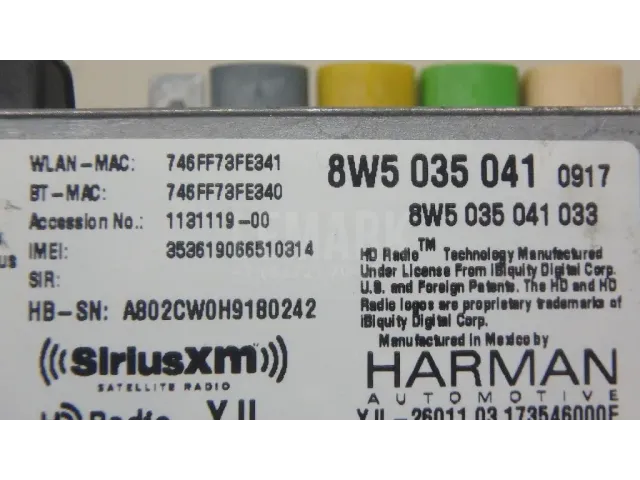 WLAN-MAC: 746FF73FE341
BT-MAC: 746FF73FE340
Accession No.: 1131119-00
IMEI: 353619066510314
SIR:
HB-SN: A802CW0H9180242
(((SiriusXM)))
SATELLITE RADIO
HD Radio XJL
8W5 035 041 0917
8W5 035 041 033
HD Radio™ Technology Manufactured
Under License From iBiquity Digital Corp.
U.S. and Foreign Patents. The HD and HD
Radio logos are proprietary trademarks of
iBiquity Digital Corp.
Manufactured in Mexico by
HARMAN
AUTOMOTIVE